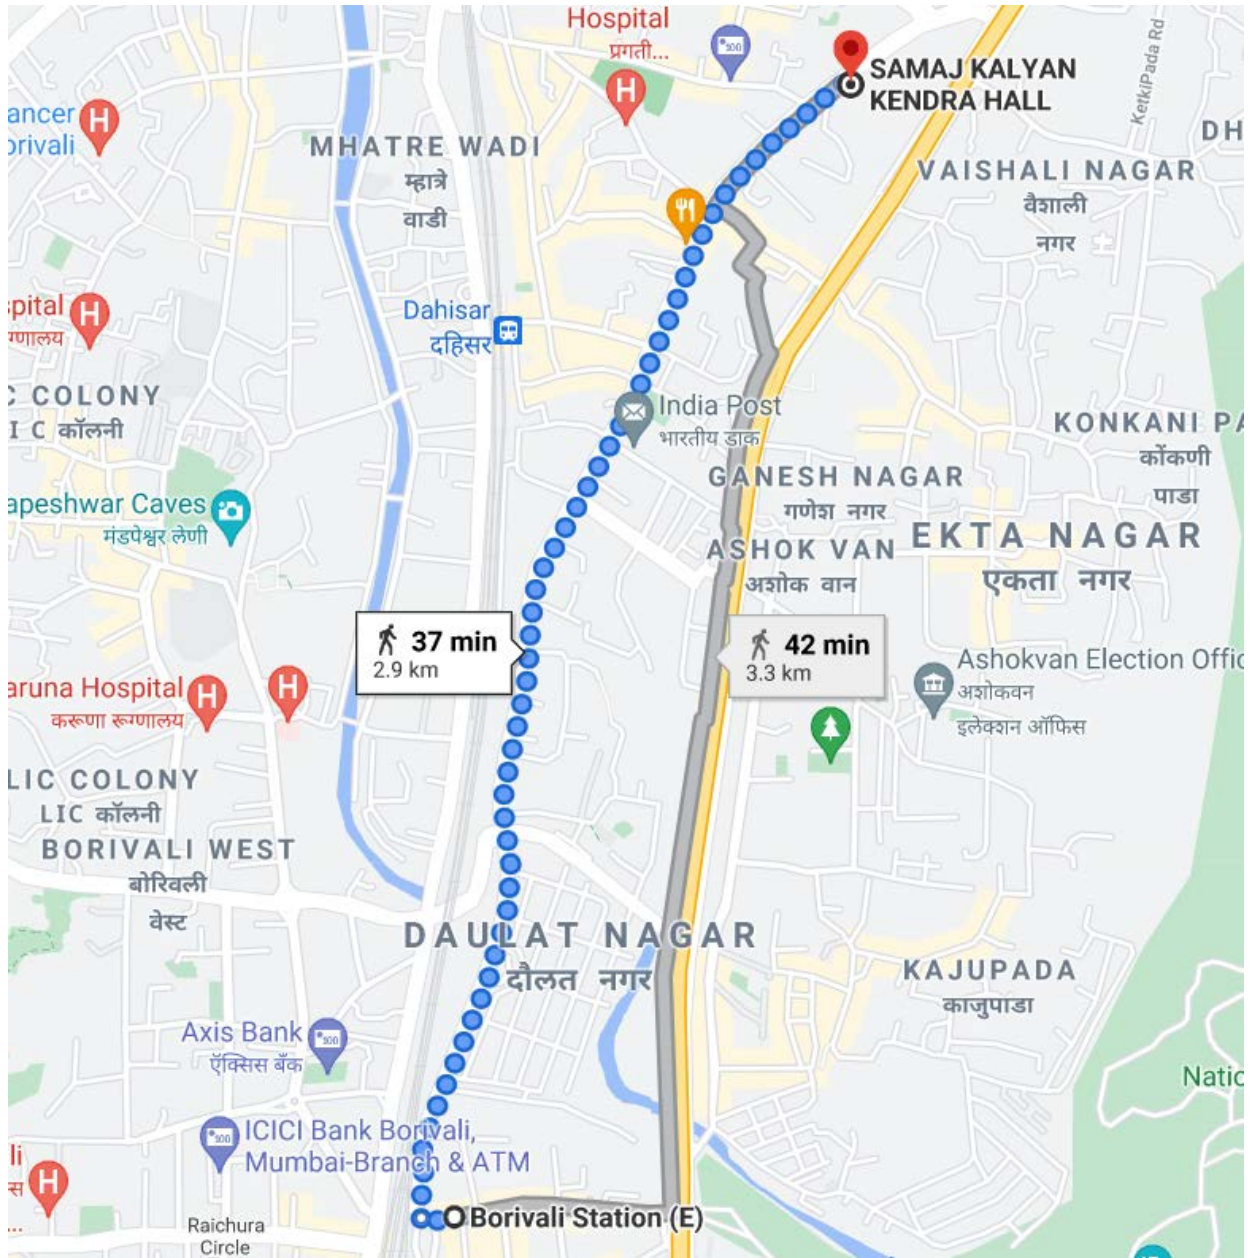 Hospital
प्रगती...
SAMAJ KALYAN
KENDRA HALL
KetkiPada Rd
ancer
orivali
MHATRE WADI
म्हात्रे
वाडी
DH
VAISHALI NAGAR
वैशाली
नगर
spital
ग्णालय
Dahisar
दहिसर
C COLONY
I C कॉलनी
India Post
भारतीय डाक
KONKANI PA
कोंकणी
पाडा
GANESH NAGAR
गणेश नगर
apeshwar Caves
मंडपेश्वर लेणी
ASHOK VAN
अशोक वान
EKTA NAGAR
एकता नगर
37 min
2.9 km
42 min
3.3 km
Ashokvan Election Offic
अशोकवन
इलेक्शन ऑफिस
aruna Hospital
करूणा रूग्णालय
LIC COLONY
LIC कॉलनी
BORIVALI WEST
बोरिवली
वेस्ट
DAULAT NAGAR
दौलत नगर
KAJUPADA
काजुपाडा
Axis Bank
ऍक्सिस बँक
Natio
ICICI Bank Borivali,
Mumbai-Branch & ATM
li
स
...
Borivali Station (E)
Raichura
Circle